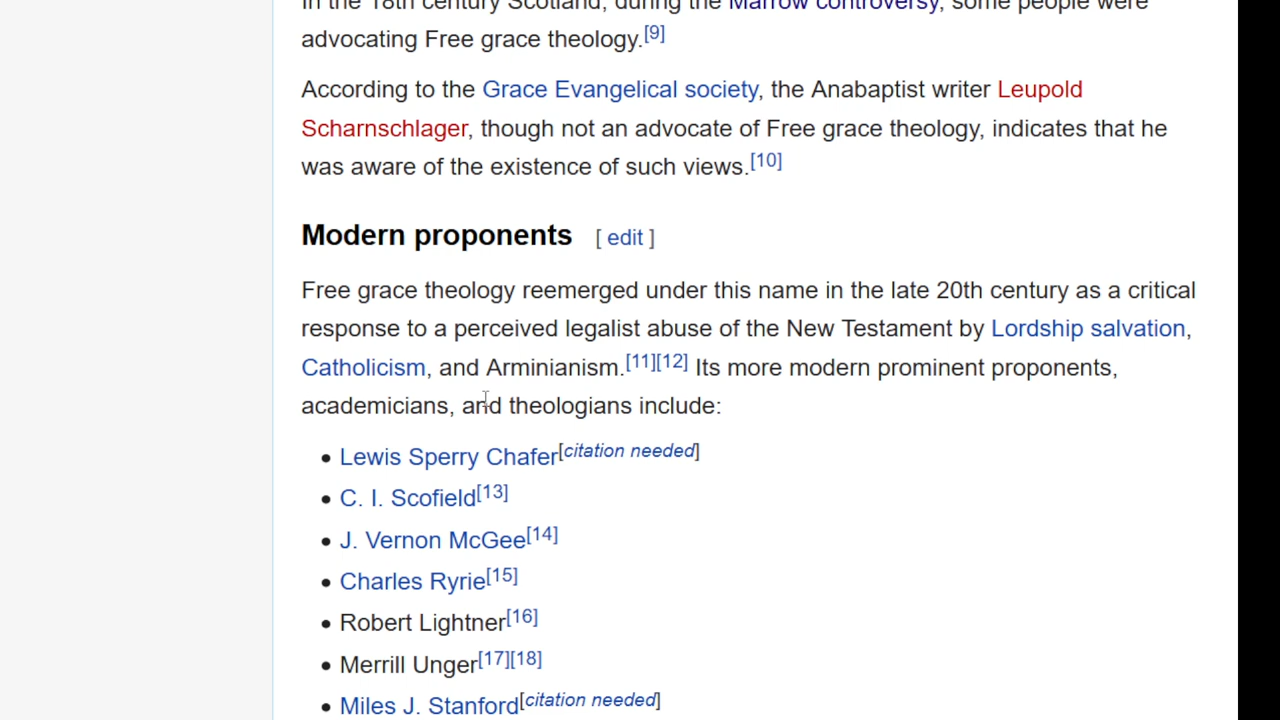 In the 18th century Scotland, during the Marrow controversy, some people were
advocating Free grace theology.[9]
According to the Grace Evangelical society, the Anabaptist writer Leupold
Scharnschlager, though not an advocate of Free grace theology, indicates that he
was aware of the existence of such views.[10]
Modern proponents [ edit ]
Free grace theology reemerged under this name in the late 20th century as a critical
response to a perceived legalist abuse of the New Testament by Lordship salvation,
Catholicism, and Arminianism.[11][12] Its more modern prominent proponents,
academicians, and theologians include:
• Lewis Sperry Chafer[citation needed]
• C. I. Scofield[13]
• J. Vernon McGee[14]
• Charles Ryrie[15]
• Robert Lightner[16]
• Merrill Unger[17][18]
• Miles J. Stanford[citation needed]